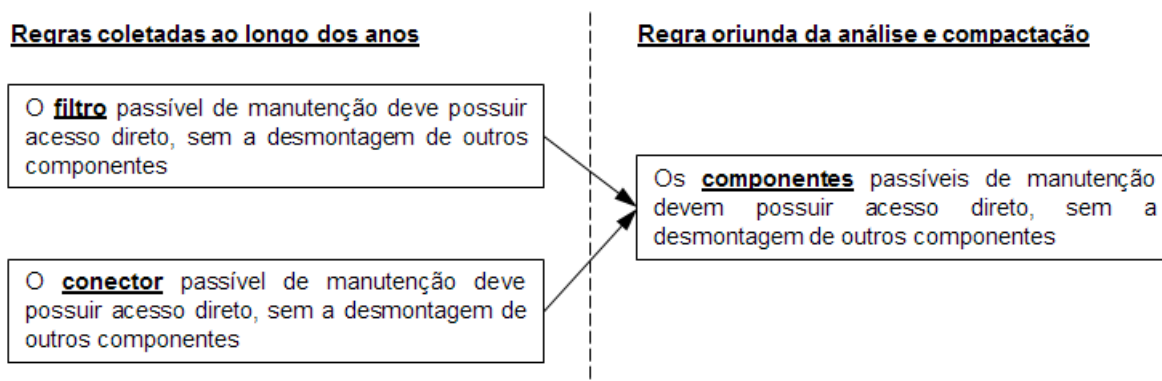 Regras coletadas ao longo dos anos
O filtro passível de manutenção deve possuir
acesso direto, sem a desmontagem de outros
componentes
O conector passível de manutenção deve
possuir acesso direto, sem a desmontagem de
outros componentes
Regra oriunda da análise e compactação
Os componentes passíveis de manutenção
devem possuir acesso direto, sem a
desmontagem de outros componentes